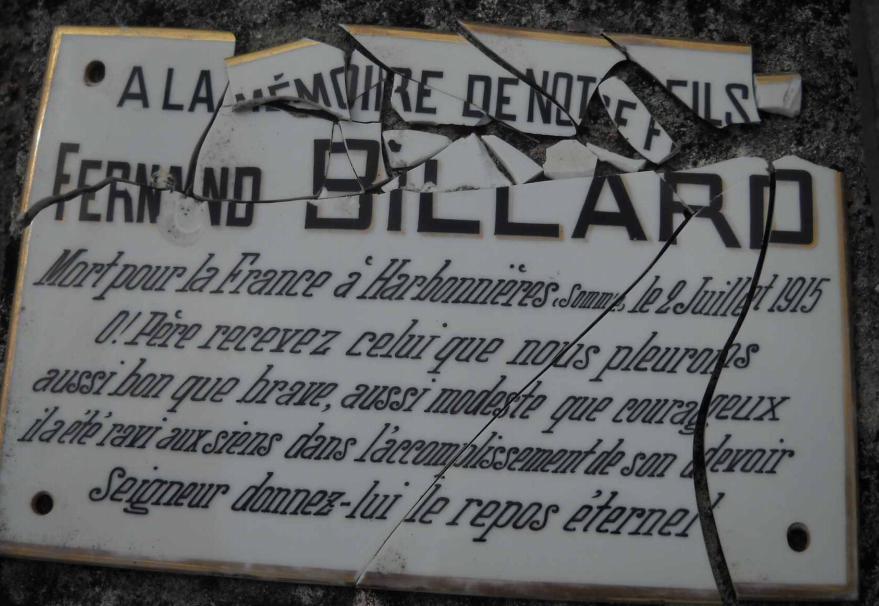 A LA MÉMOIRE DE NOTRE FILS
FERNAND BILLARD
Mort pour la France à Harbonnières (Somme) le 2 Juillet 1915
O! Père recevez celui que nous pleurons
aussi bon que brave, aussi modeste que courageux
il a été ravi aux siens dans l'accomplissement de son devoir
Seigneur donnez-lui le repos éternel!